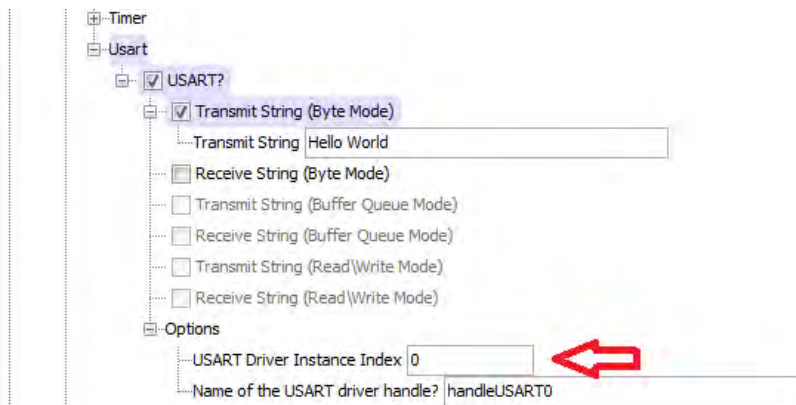 Timer
Usart
USART?
Transmit String (Byte Mode)
Transmit String Hello World
Receive String (Byte Mode)
Transmit String (Buffer Queue Mode)
Receive String (Buffer Queue Mode)
Transmit String (Read\Write Mode)
Receive String (Read\Write Mode)
Options
USART Driver Instance Index 0
Name of the USART driver handle? handleUSART0